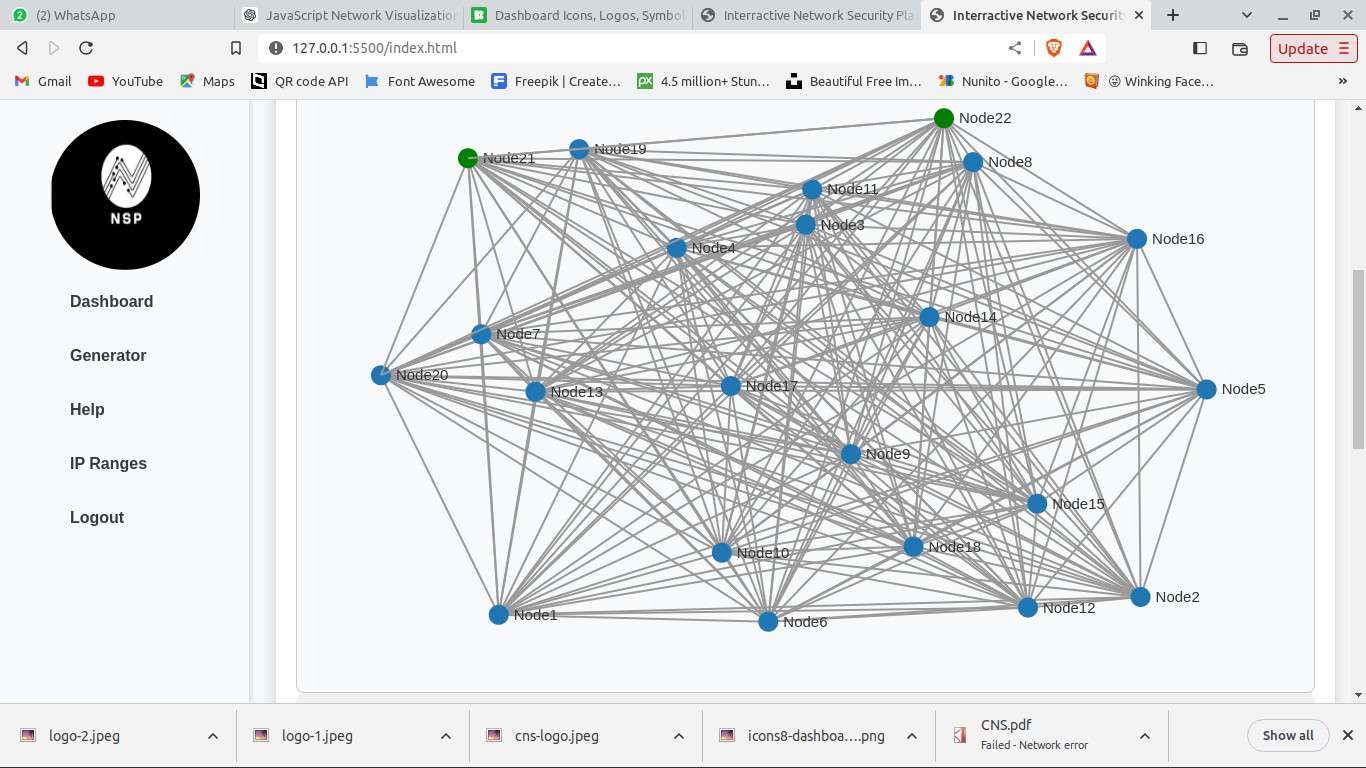 (2) WhatsApp
JavaScript Network Visualization
Dashboard Icons, Logos, Symbol
Interractive Network Security Pla
Interractive Network Security
127.0.0.1:5500/index.html
Update
Gmail
YouTube
Maps
QR code API
Font Awesome
Freepik | Create…
4.5 million+ Stun…
Beautiful Free Im…
Nunito - Google…
😜 Winking Face…
»
NSP
Dashboard
Generator
Help
IP Ranges
Logout
Node22
Node19
Node21
Node8
Node11
Node3
Node16
Node4
Node14
Node7
Node20
Node17
Node5
Node13
Node9
Node15
Node18
Node10
Node2
Node12
Node1
Node6
logo-2.jpeg
logo-1.jpeg
cns-logo.jpeg
icons8-dashboa....png
CNS.pdf
Failed - Network error
Show all